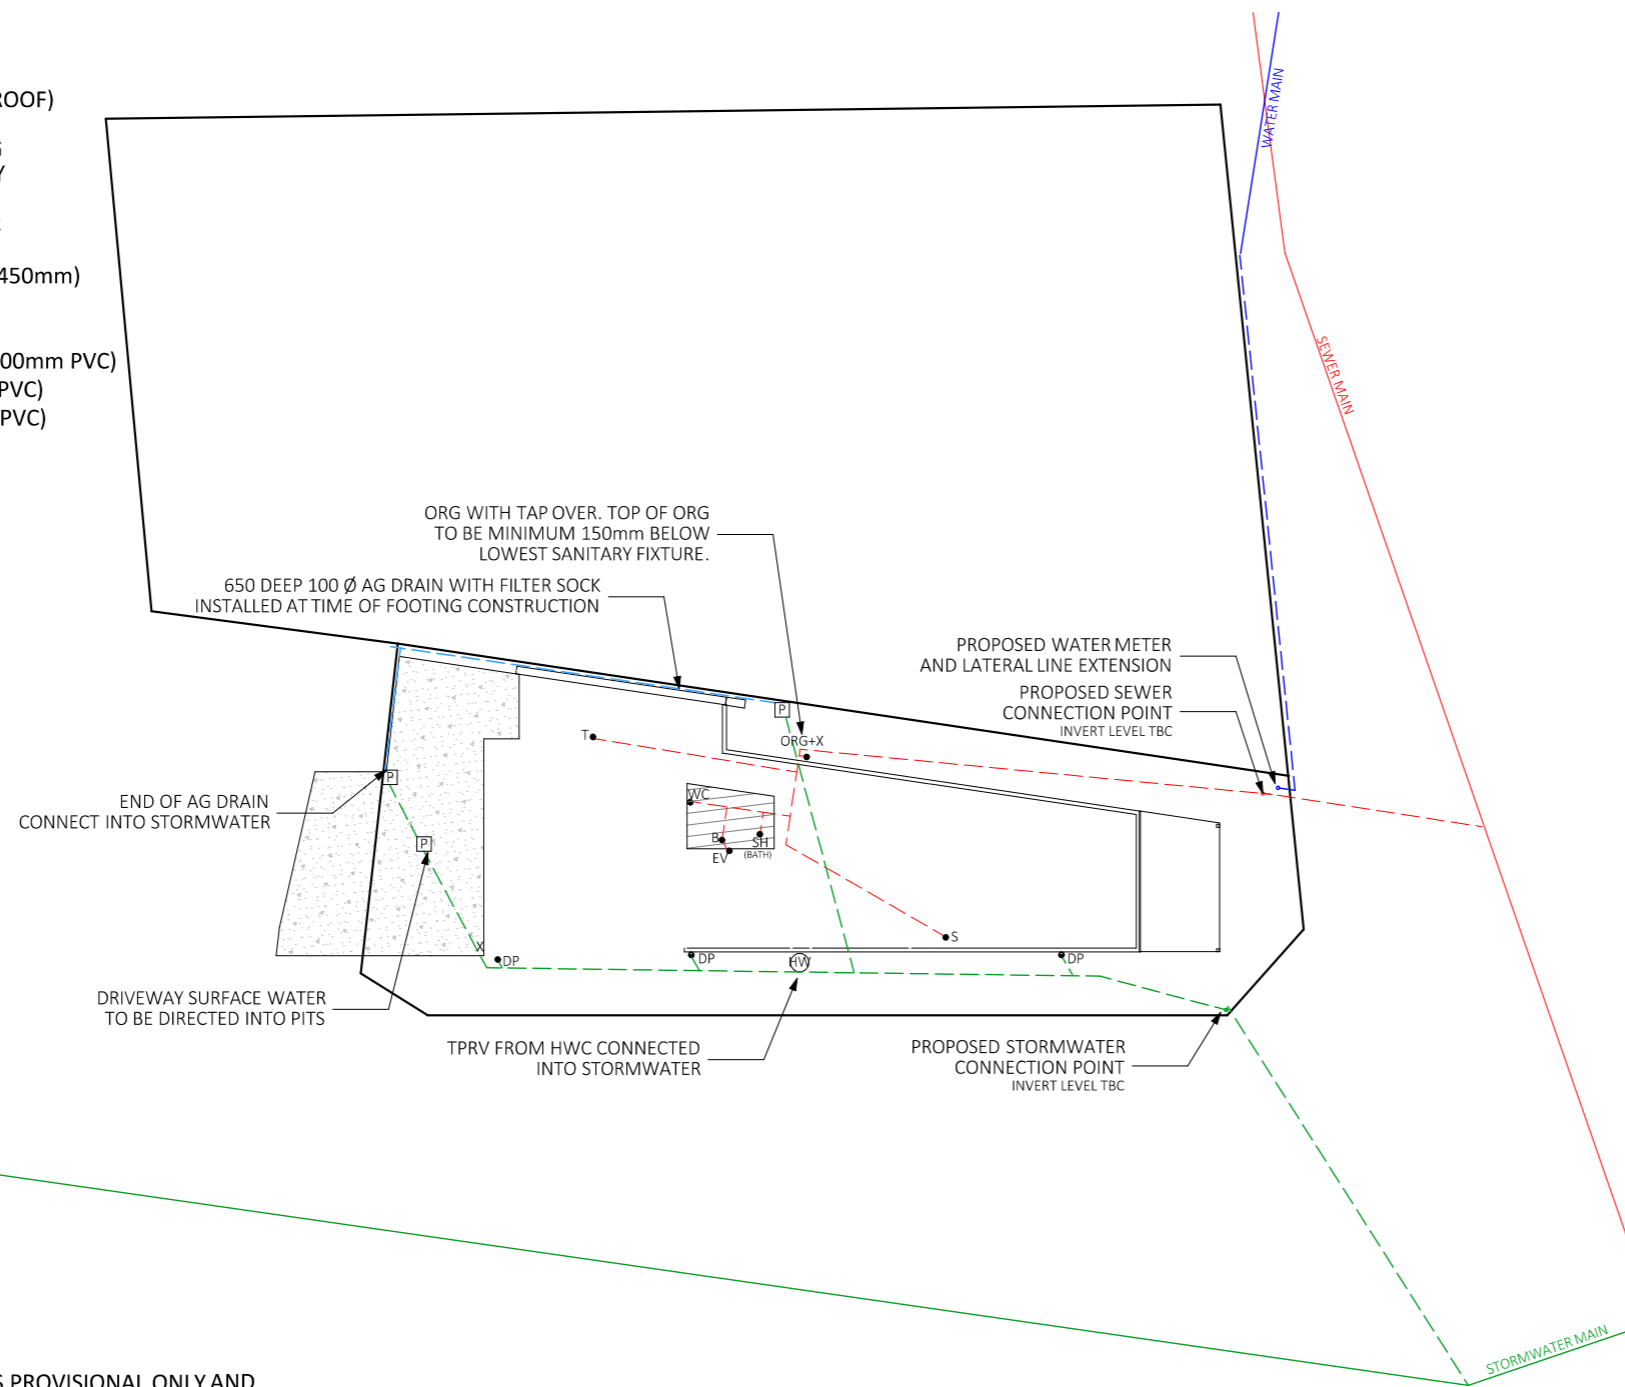 ROOF)
G
Y
450mm)
00mm PVC)
PVC)
PVC)
WATER MAIN
SEWER MAIN
ORG WITH TAP OVER. TOP OF ORG
TO BE MINIMUM 150mm BELOW
LOWEST SANITARY FIXTURE.
650 DEEP 100 Ø AG DRAIN WITH FILTER SOCK
INSTALLED AT TIME OF FOOTING CONSTRUCTION
PROPOSED WATER METER
AND LATERAL LINE EXTENSION
PROPOSED SEWER
CONNECTION POINT
INVERT LEVEL TBC
P
T
ORG+X
P
END OF AG DRAIN
CONNECT INTO STORMWATER
WC
P
B
SH
(BATH)
EV
S
X
DP
DP
HW
DP
DRIVEWAY SURFACE WATER
TO BE DIRECTED INTO PITS
TPRV FROM HWC CONNECTED
INTO STORMWATER
PROPOSED STORMWATER
CONNECTION POINT
INVERT LEVEL TBC
STORMWATER MAIN
S PROVISIONAL ONLY AND